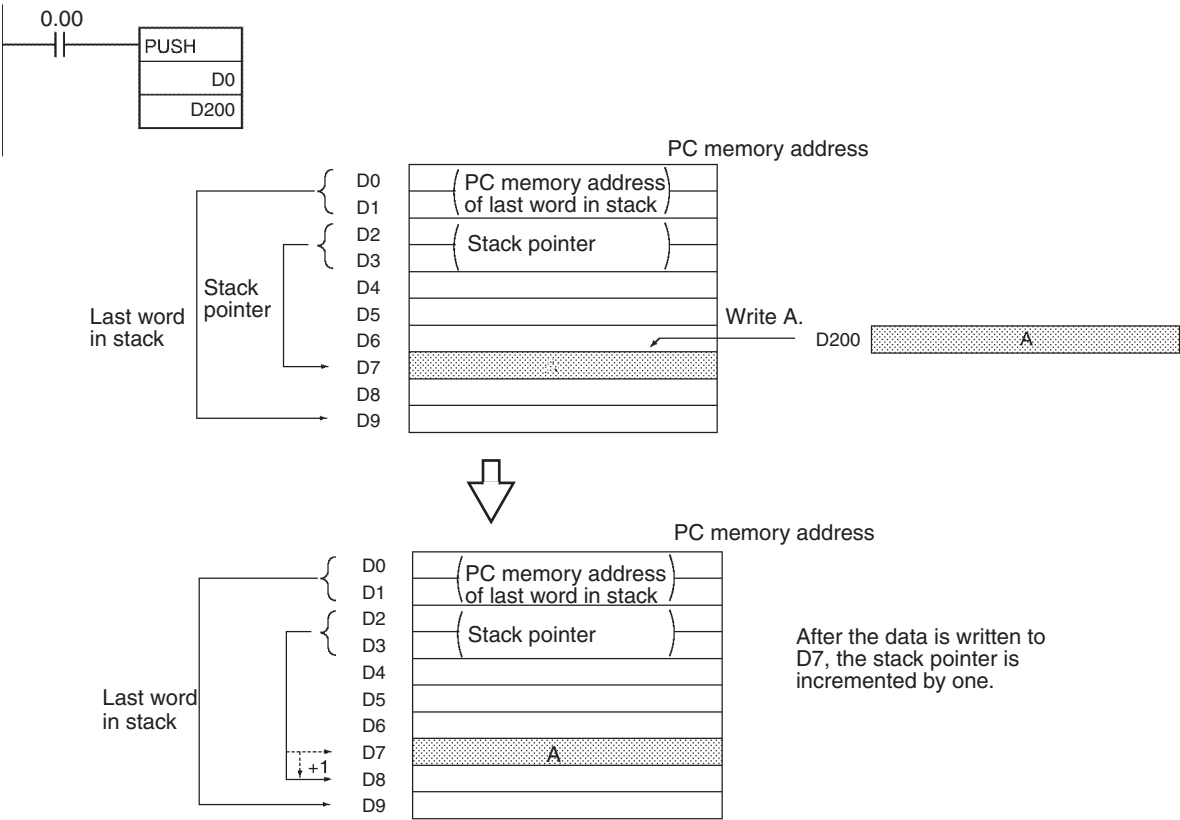 0.00
PUSH
D0
D200
PC memory address
D0
D1
D2
D3
D4
D5
D6
D7
D8
D9
PC memory address
of last word in stack
Stack pointer
Stack
pointer
Last word
in stack
Write A.
D200
A
PC memory address
D0
D1
D2
D3
D4
D5
D6
D7
D8
D9
PC memory address
of last word in stack
Stack pointer
Last word
in stack
+1
A
After the data is written to
D7, the stack pointer is
incremented by one.